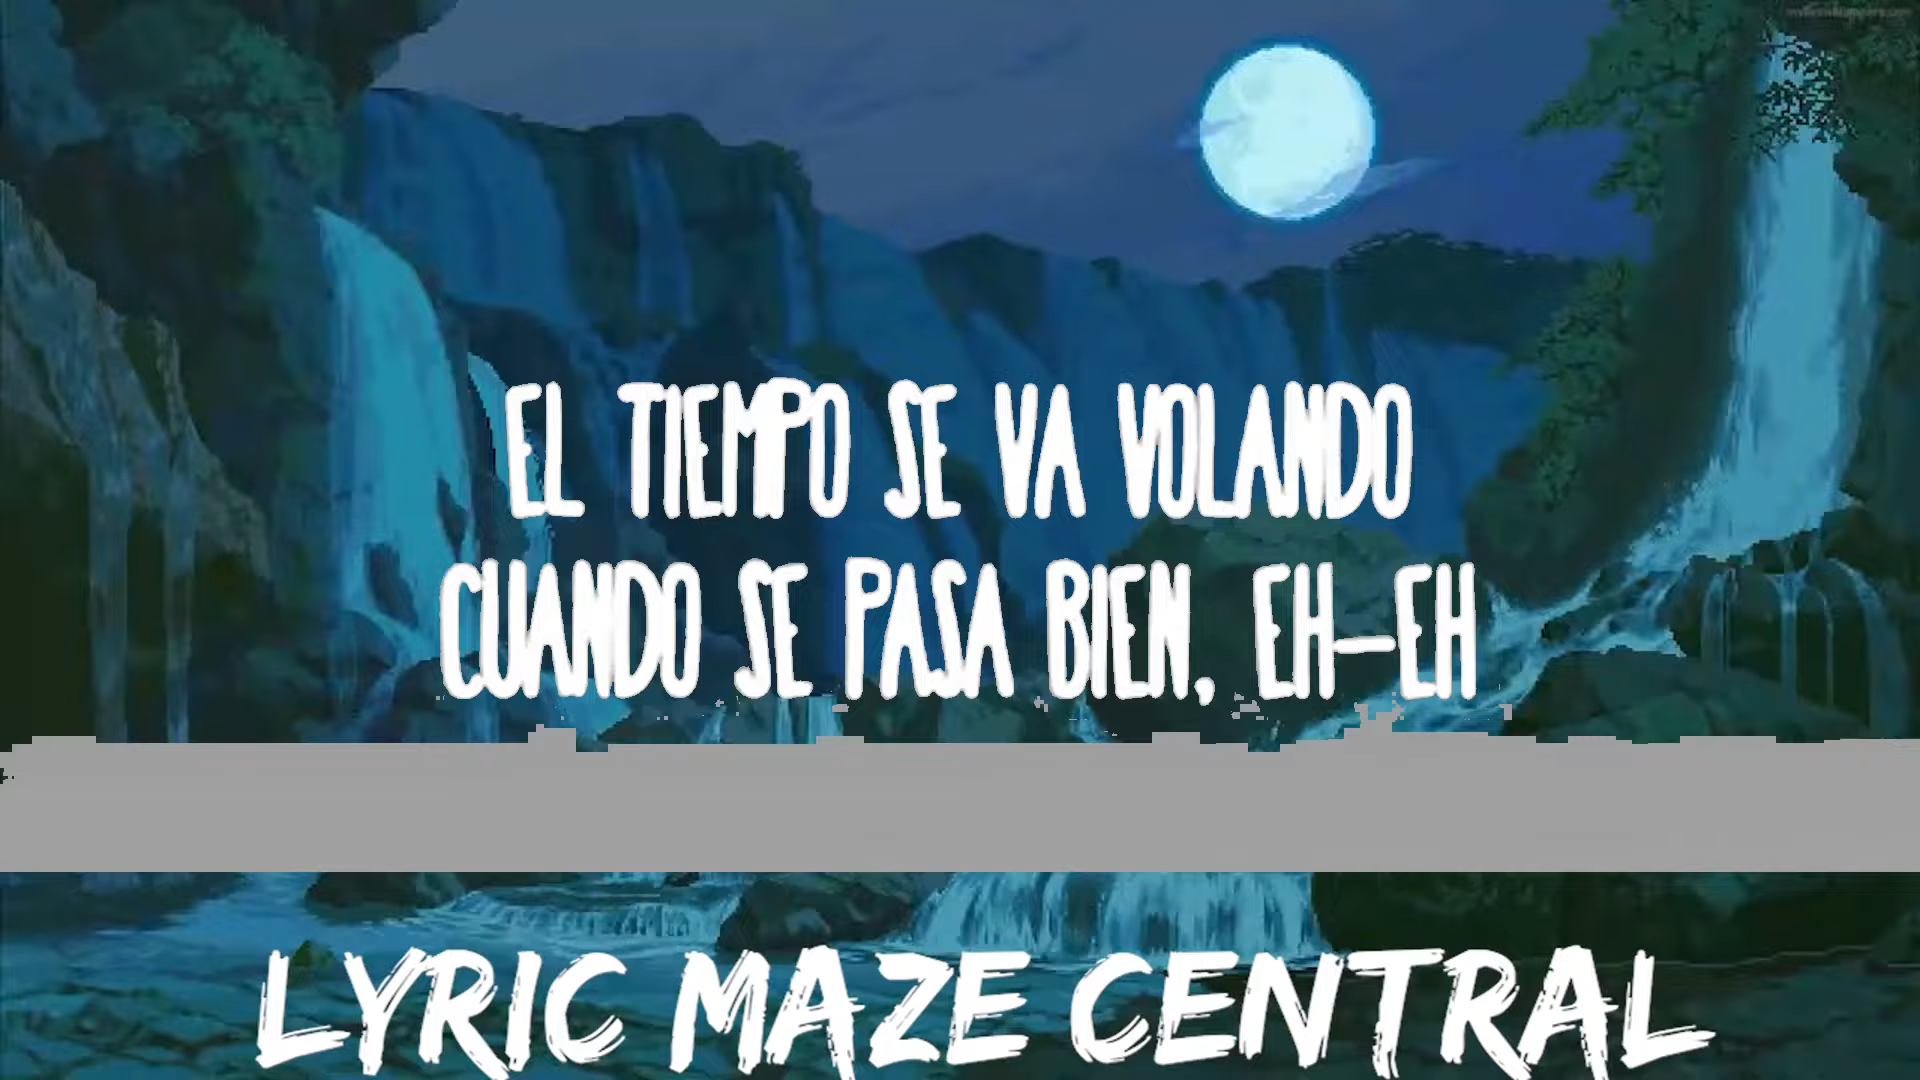 EL TIEMPO SE VA VOLANDO
CUANDO SE PASA BIEN, EH-EH
LYRIC MAZE CENTRAL